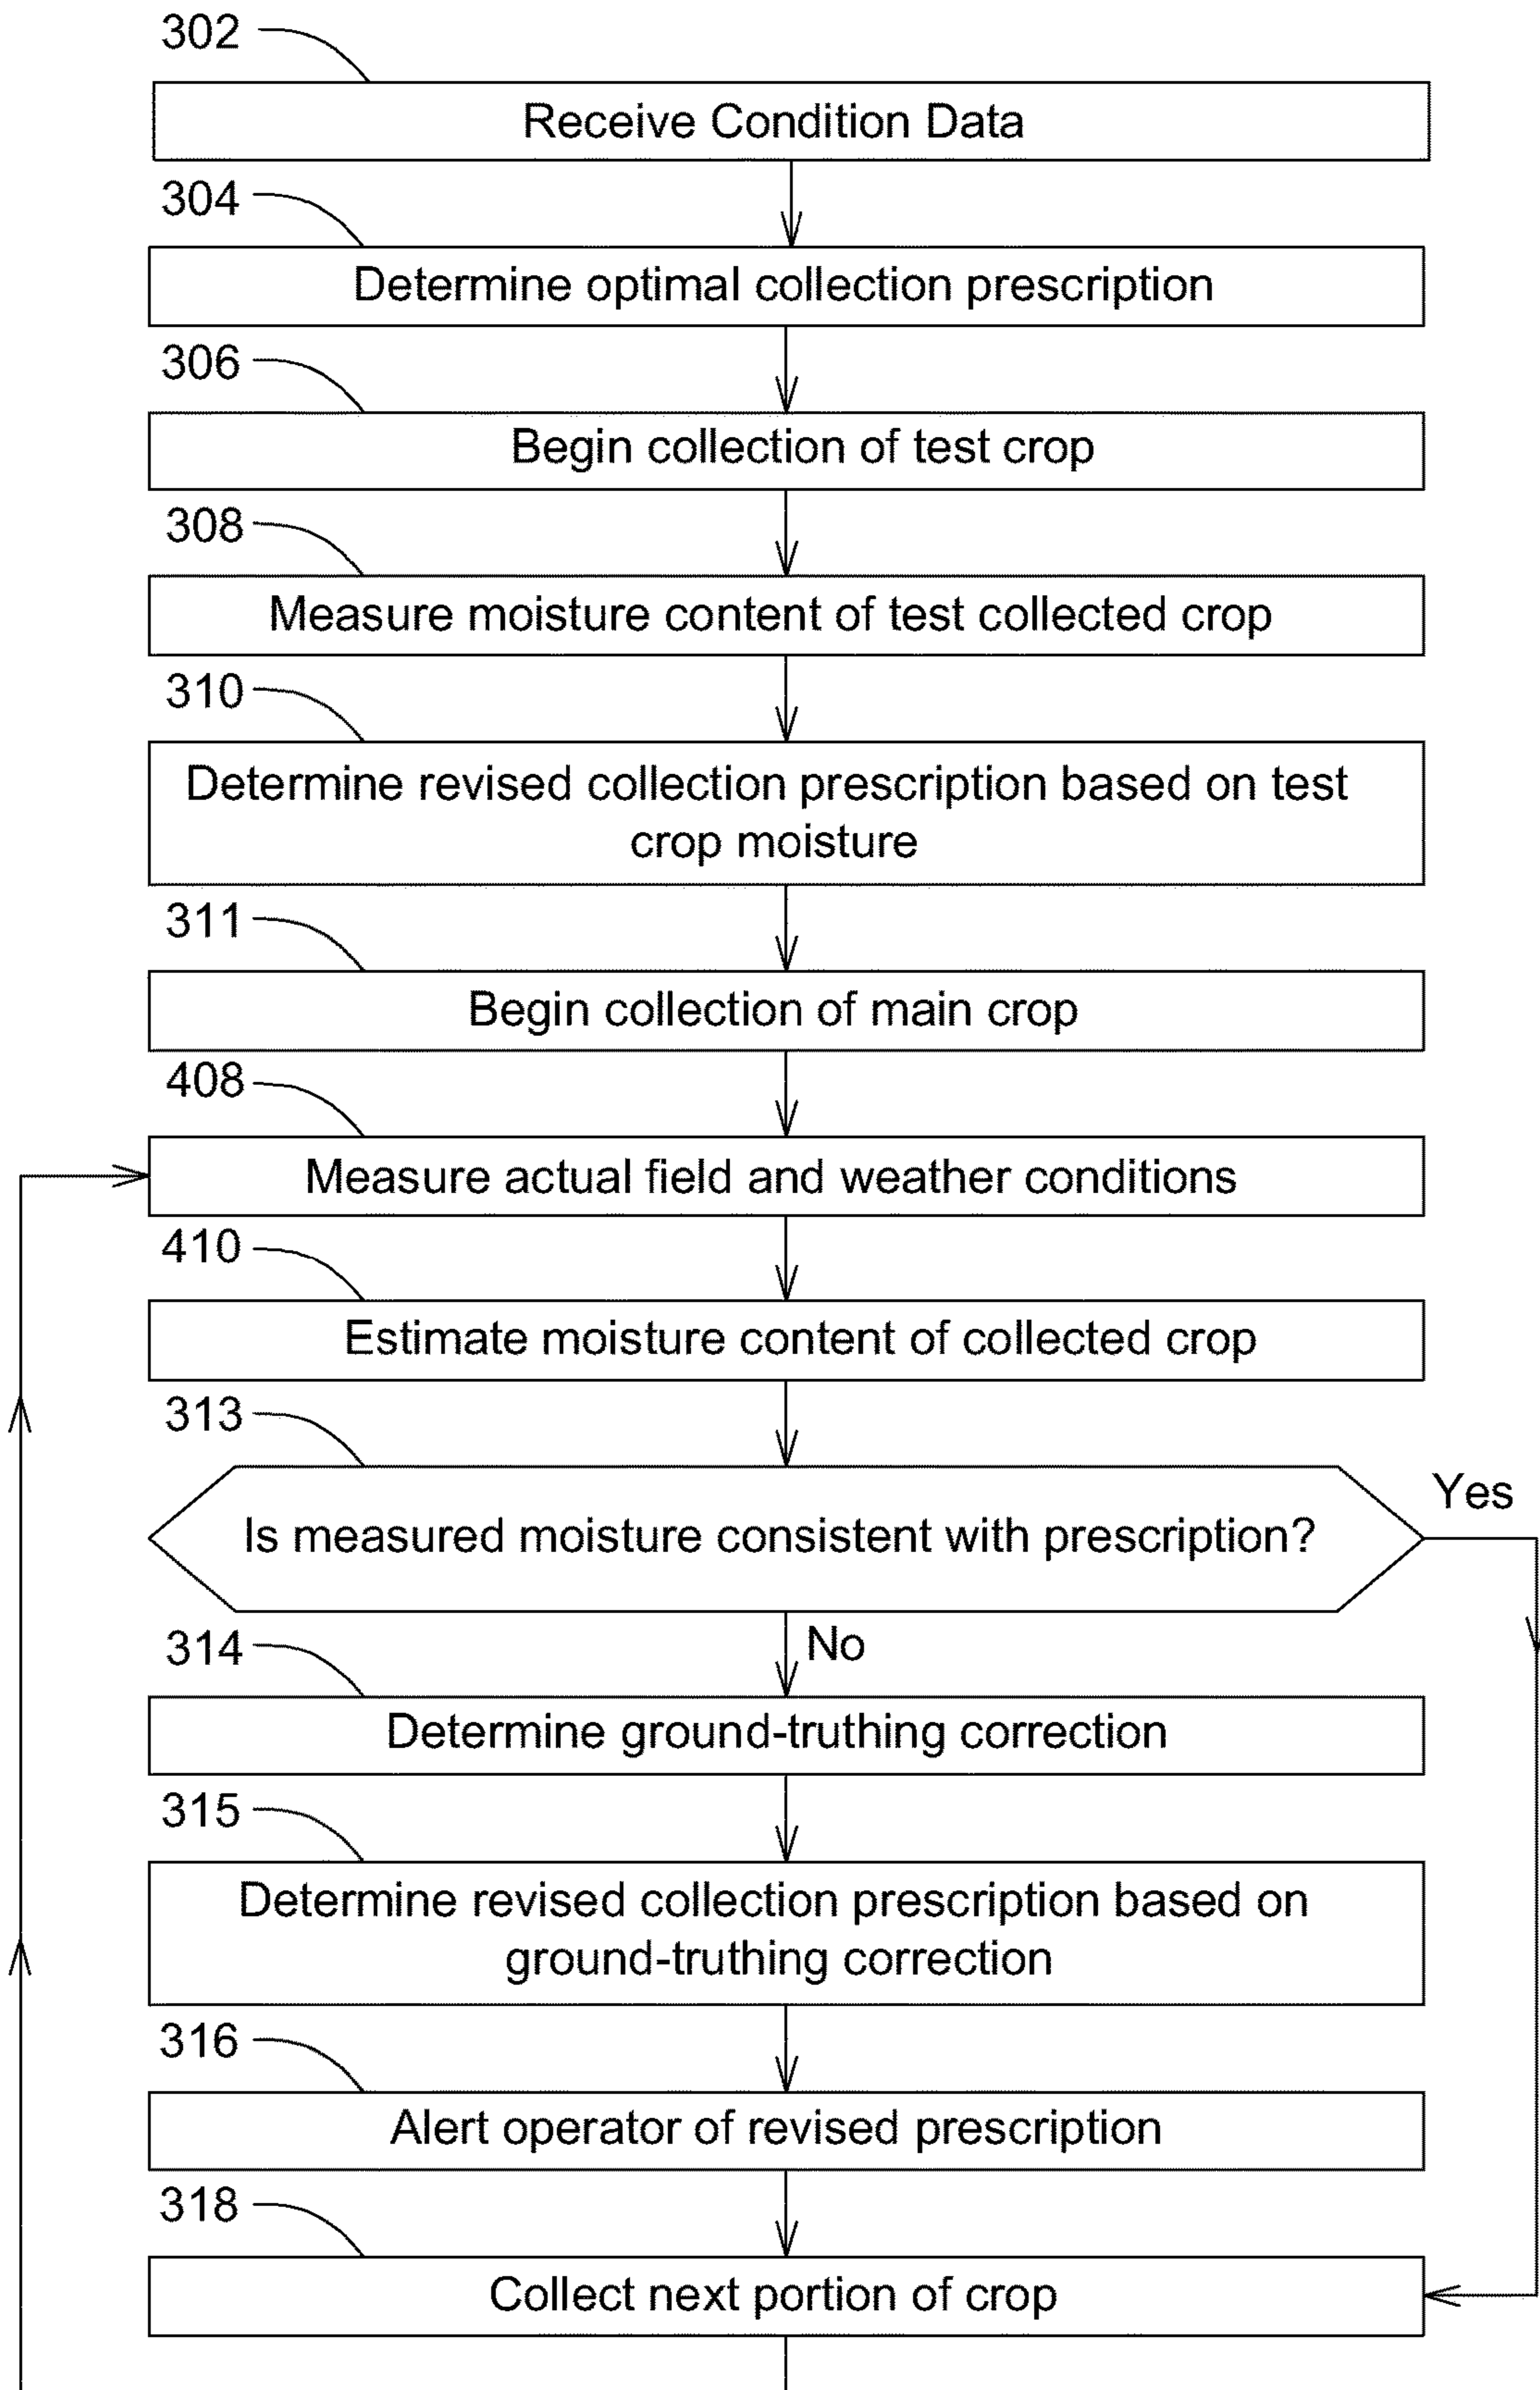 302
Receive Condition Data
304
Determine optimal collection prescription
306
Begin collection of test crop
308
Measure moisture content of test collected crop
310
Determine revised collection prescription based on test
crop moisture
311
Begin collection of main crop
408
Measure actual field and weather conditions
410
Estimate moisture content of collected crop
313
Yes
Is measured moisture consistent with prescription?
No
314
Determine ground-truthing correction
315
Determine revised collection prescription based on
ground-truthing correction
316
Alert operator of revised prescription
318
Collect next portion of crop